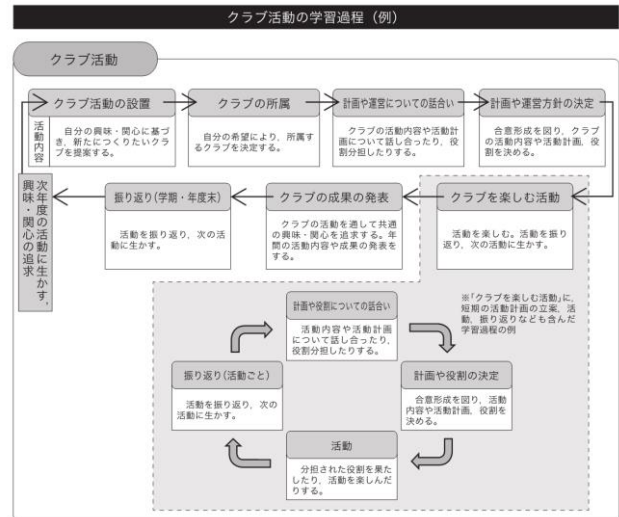 クラブ活動の学習過程（例）
クラブ活動
クラブ活動の設置
活動内容
自分の興味・関心に基づ
き，新たにつくりたいクラ
ブを提案する。
クラブの所属
自分の希望により，所属す
るクラブを決定する。
計画や運営についての話合い
クラブの活動内容や活動計
画について話し合ったり，役
割分担したりする。
計画や運営方針の決定
合意形成を図り，クラブ
の活動内容や活動計画，役
割を決める。
クラブを楽しむ活動
活動を楽しむ。活動を振
り返り，次の活動に生かす。
クラブの成果の発表
クラブの活動を通して共通
の興味・関心を追求する。年
間の活動内容や成果の発表を
する。
振り返り（学期・年度末）
活動を振り返り，次の活
動に生かす。
次年度の活動に生かす，
興味・関心の追求
※「クラブを楽しむ活動」に，
短期の活動計画の立案，活
動，振り返りなども含んだ
学習過程の例
計画や役割についての話合い
活動内容や活動計画
について話し合ったり，
役割分担したりする。
計画や役割の決定
合意形成を図り，活動
内容や活動計画，役割を
決める。
活動
分担された役割を果た
したり，活動を楽しんだ
りする。
振り返り（活動ごと）
活動を振り返り，次の
活動に生かす。